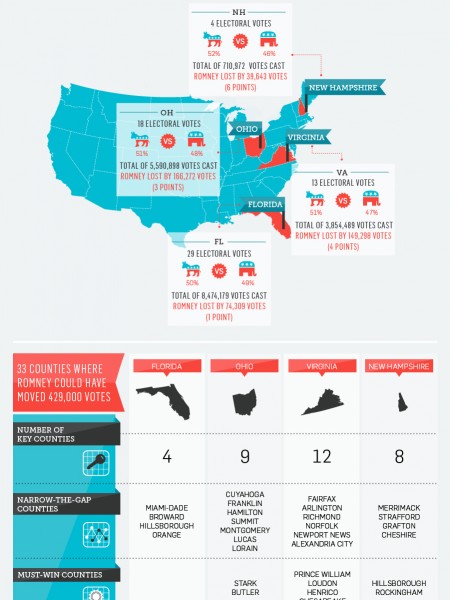 NH
4 ELECTORAL VOTES
VS
52% 46%
TOTAL OF 710,972 VOTES CAST
ROMNEY LOST BY 39,643 VOTES
(6 POINTS)
NEW HAMPSHIRE
OH
18 ELECTORAL VOTES
VS
51% 48%
TOTAL OF 5,590,898 VOTES CAST
ROMNEY LOST BY 166,272 VOTES
(3 POINTS)
OHIO
VIRGINIA
VA
13 ELECTORAL VOTES
VS
51% 47%
TOTAL OF 3,854,489 VOTES CAST
ROMNEY LOST BY 149,298 VOTES
(4 POINTS)
FLORIDA
FL
29 ELECTORAL VOTES
VS
50% 49%
TOTAL OF 8,474,179 VOTES CAST
ROMNEY LOST BY 74,309 VOTES
(1 POINT)
33 COUNTIES WHERE
ROMNEY COULD HAVE
MOVED 429,000 VOTES
FLORIDA
OHIO
VIRGINIA
NEW HAMPSHIRE
NUMBER OF
KEY COUNTIES
4
9
12
8
NARROW-THE-GAP
COUNTIES
MIAMI-DADE
BROWARD
HILLSBOROUGH
ORANGE
CUYAHOGA
FRANKLIN
HAMILTON
SUMMIT
MONTGOMERY
LUCAS
LORAIN
FAIRFAX
ARLINGTON
RICHMOND
NORFOLK
NEWPORT NEWS
ALEXANDRIA CITY
MERRIMACK
STRAFFORD
GRAFTON
CHESHIRE
MUST-WIN COUNTIES
STARK
BUTLER
PRINCE WILLIAM
LOUDON
HENRICO
CHESAPEAKE
HILLSBOROUGH
ROCKINGHAM